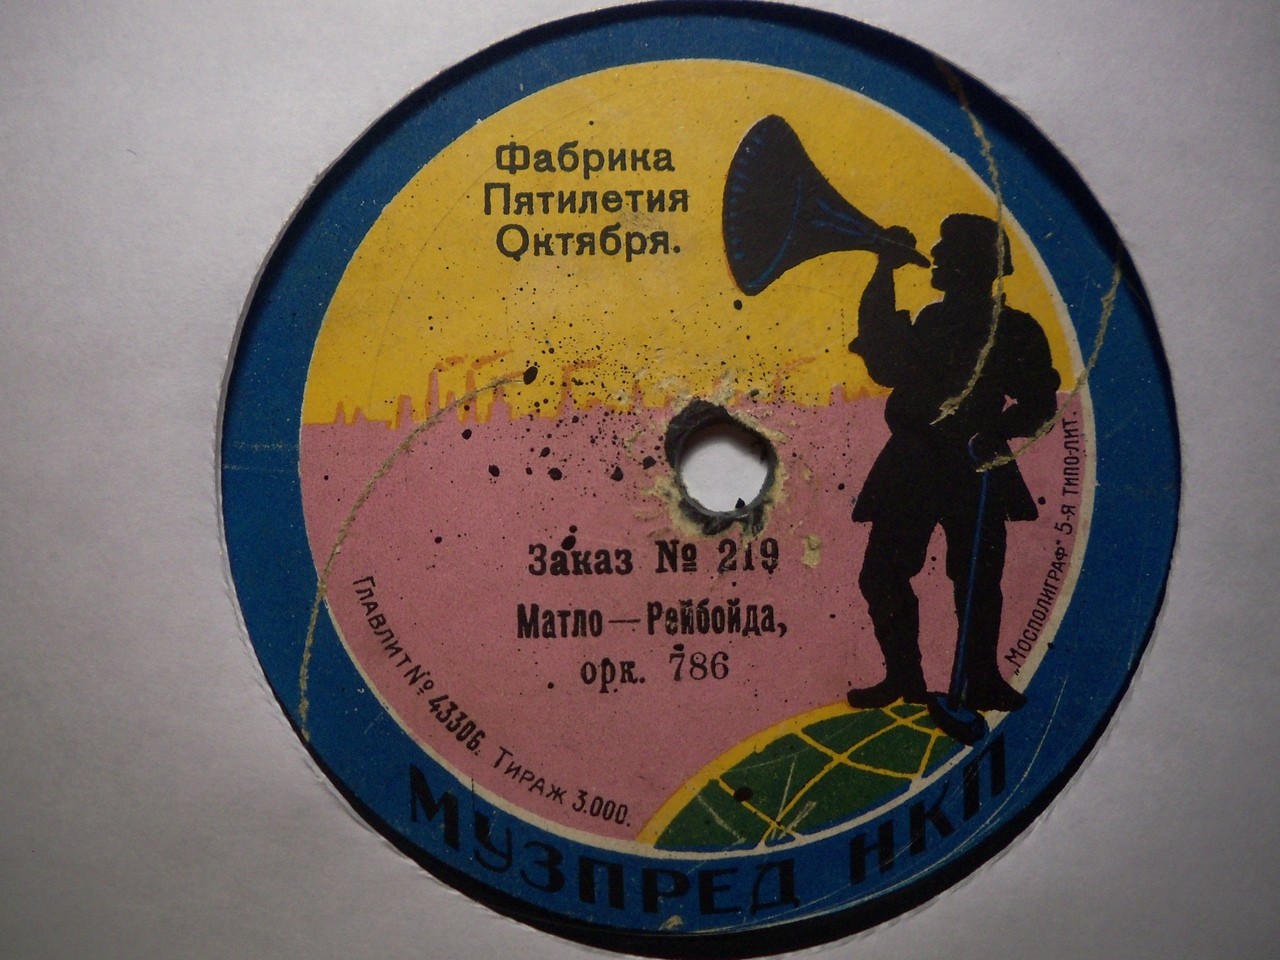 Фабрика
Пятилетия
Октября.
Заказ № 219
Матло—Рейбойда,
орк. 786
Главлит № 43306. Тираж 3.000.
„Мосполиграф" 5-я типо-лит.
МУЗПРЕД НКП